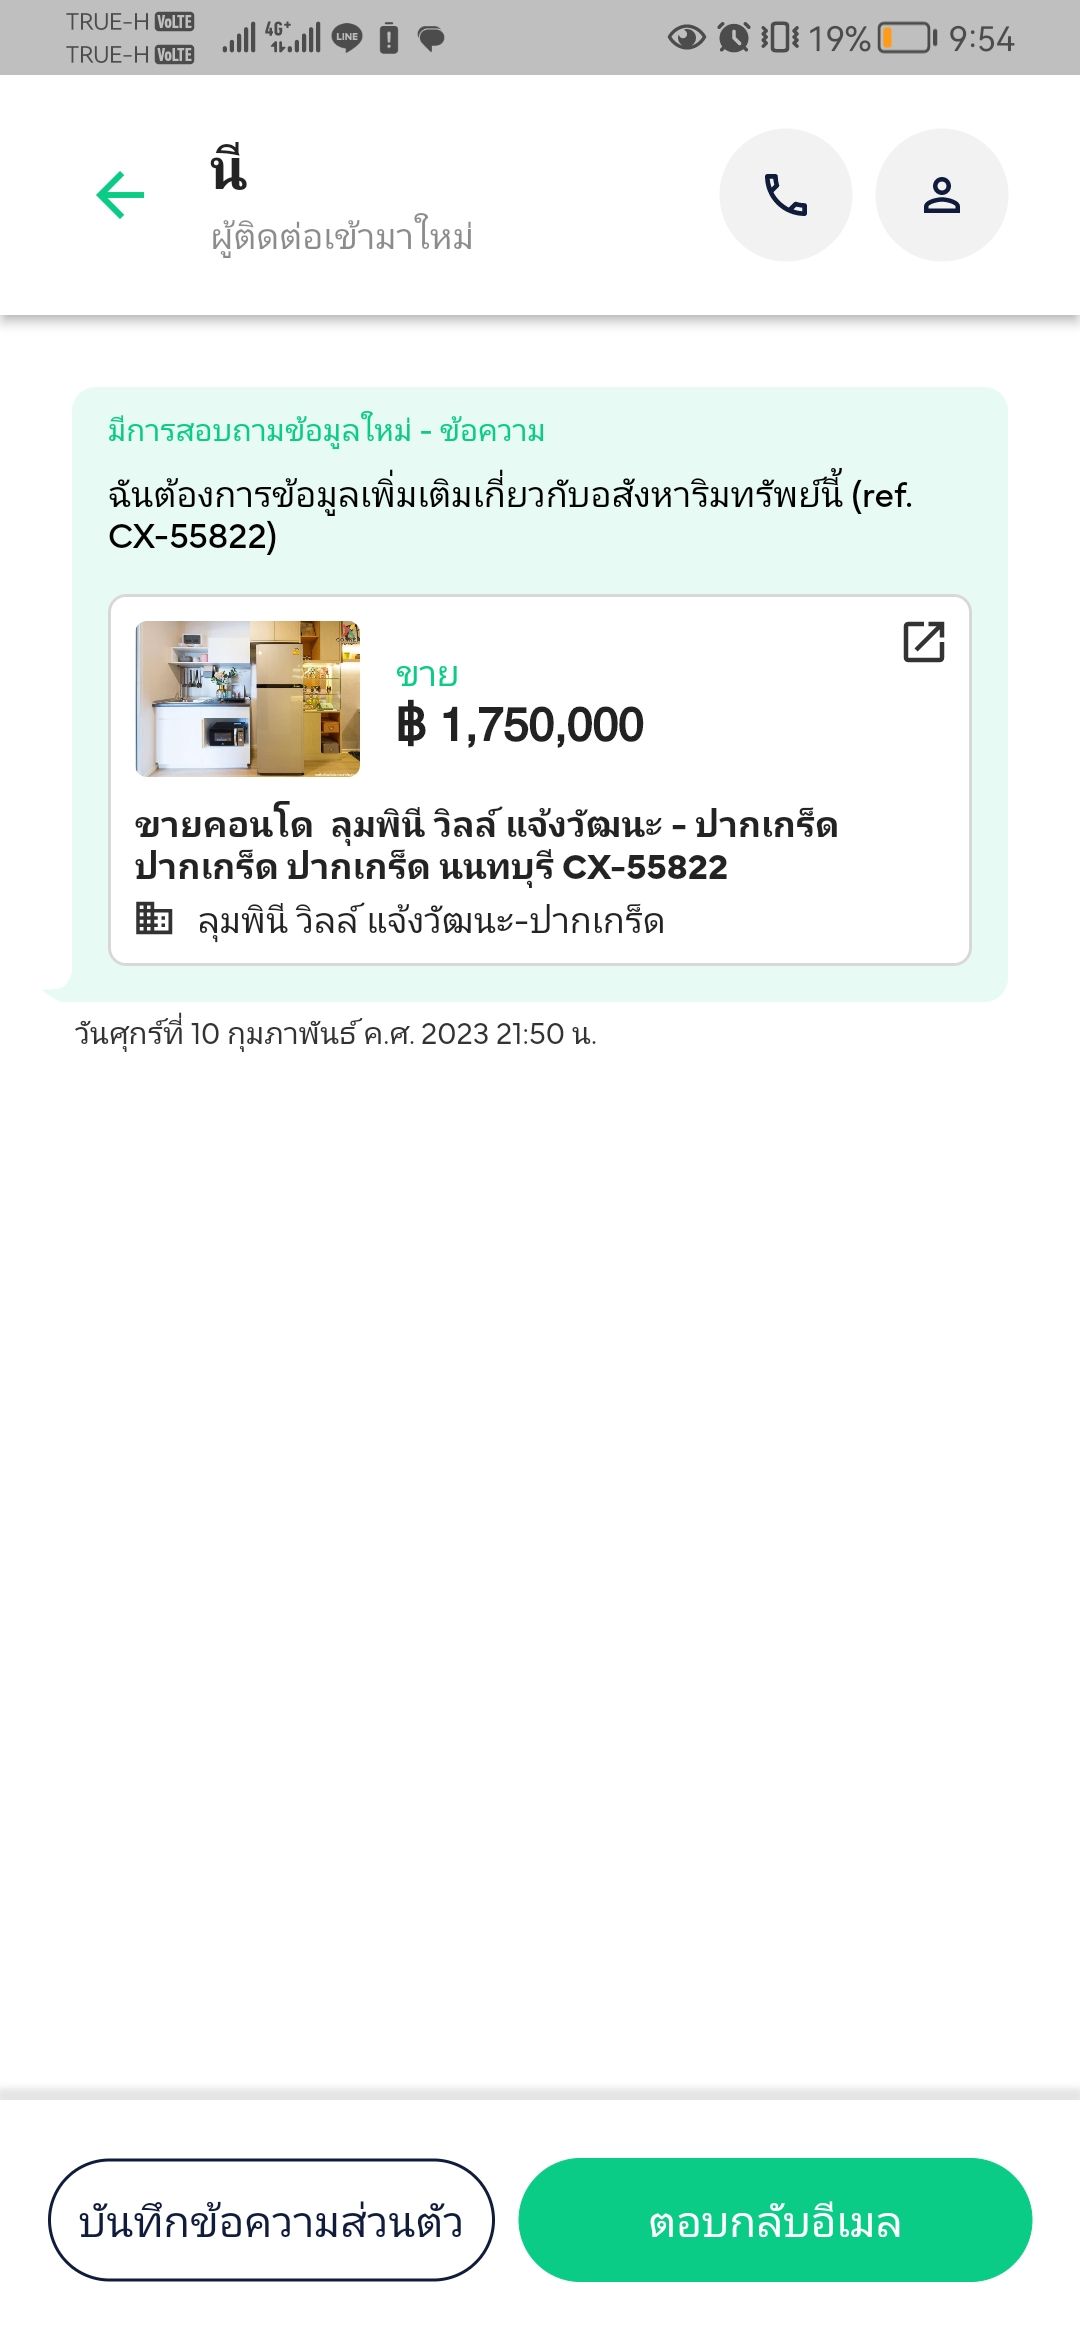 TRUE-H VoLTE
TRUE-H VoLTE
4G+
LINE
19%
9:54
นี
ผู้ติดต่อเข้ามาใหม่
มีการสอบถามข้อมูลใหม่ - ข้อความ
ฉันต้องการข้อมูลเพิ่มเติมเกี่ยวกับอสังหาริมทรัพย์นี้ (ref.
CX-55822)
ขาย
฿ 1,750,000
ขายคอนโด ลุมพินี วิลล์ แจ้งวัฒนะ - ปากเกร็ด
ปากเกร็ด ปากเกร็ด นนทบุรี CX-55822
ลุมพินี วิลล์ แจ้งวัฒนะ-ปากเกร็ด
วันศุกร์ที่ 10 กุมภาพันธ์ ค.ศ. 2023 21:50 น.
บันทึกข้อความส่วนตัว
ตอบกลับอีเมล